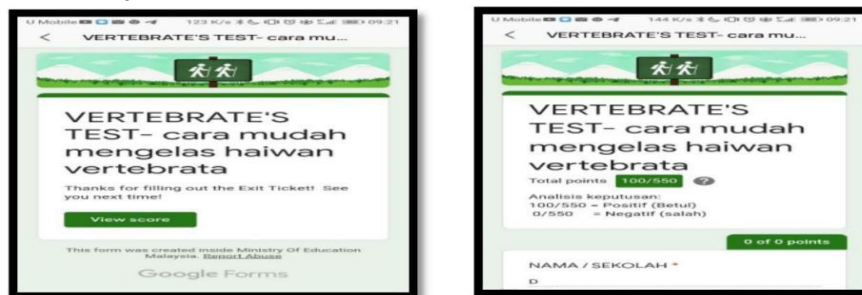 U Mobile 123 K/s 09:21
< VERTEBRATE'S TEST- cara mu...
VERTEBRATE'S
TEST- cara mudah
mengelas haiwan
vertebrata
Thanks for filling out the Exit Ticket! See
you next time!
View score
This form was created inside Ministry Of Education
Malaysia. Report Abuse
Google Forms
U Mobile 144 K/s 09:21
< VERTEBRATE'S TEST- cara mu...
VERTEBRATE'S
TEST- cara mudah
mengelas haiwan
vertebrata
Total points 100/550 ?
Analisis keputusan:
100/550 = Positif (Betul)
0/550 = Negatif (salah)
0 of 0 points
NAMA / SEKOLAH *
D